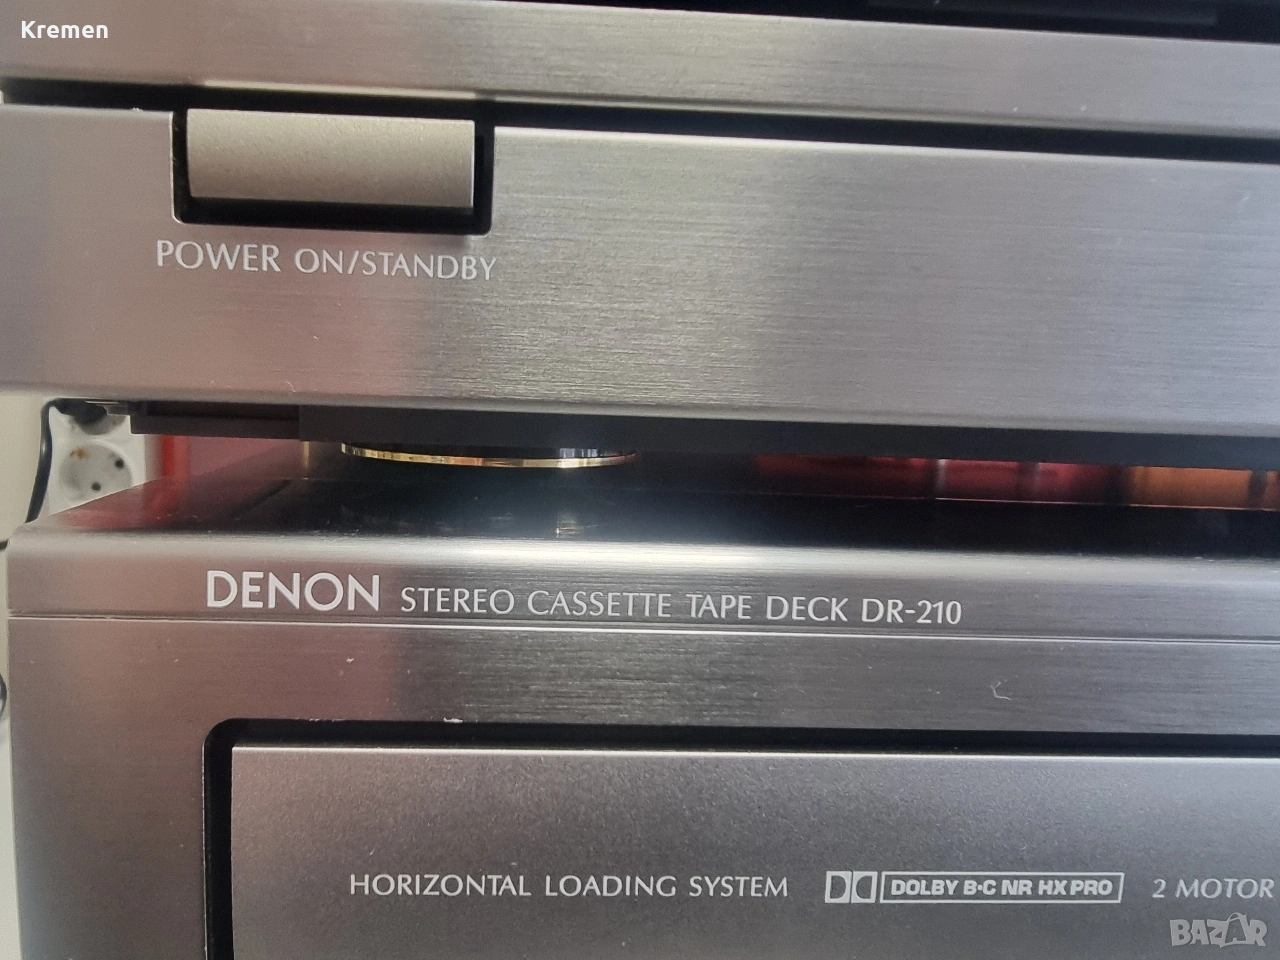 Kremen
POWER ON/STANDBY
DENON STEREO CASSETTE TAPE DECK DR-210
HORIZONTAL LOADING SYSTEM DOLBY B·C NR HX PRO 2 MOTOR
BAZAR